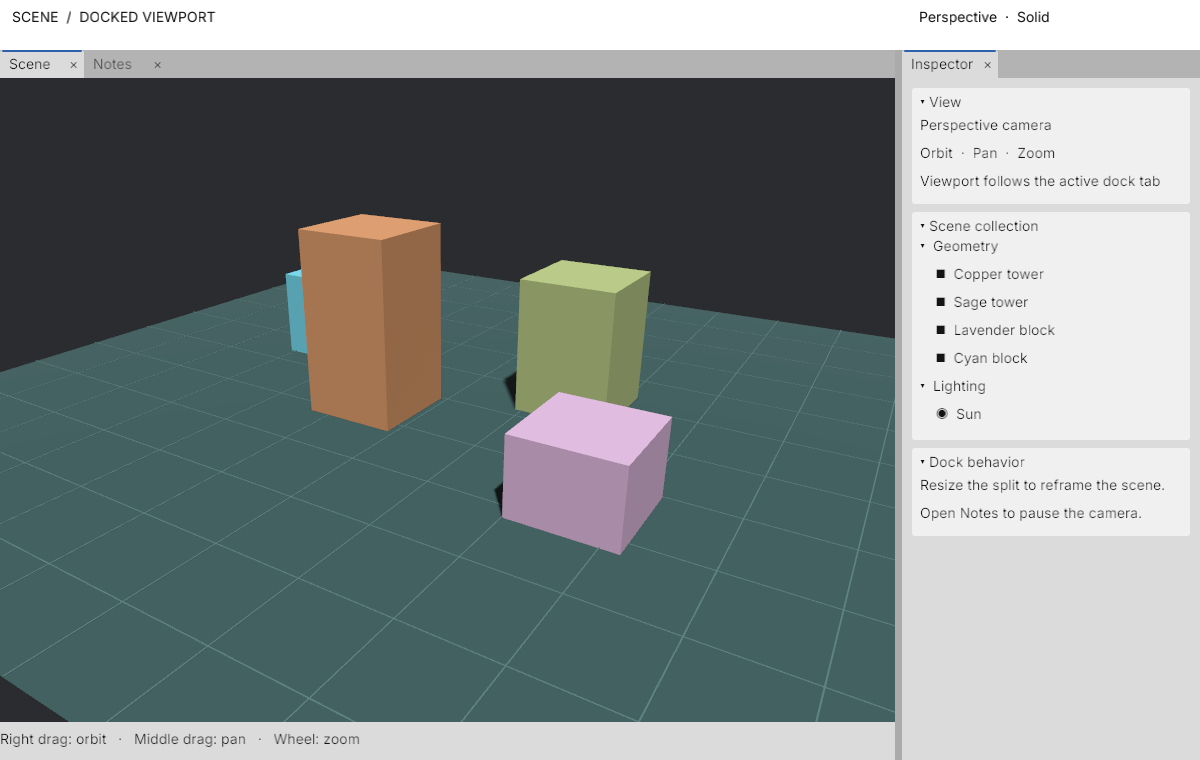 SCENE / DOCKED VIEWPORT
Perspective · Solid
Scene ×
Notes ×
Inspector ×
View
Perspective camera
Orbit · Pan · Zoom
Viewport follows the active dock tab
Scene collection
Geometry
Copper tower
Sage tower
Lavender block
Cyan block
Lighting
Sun
Dock behavior
Resize the split to reframe the scene.
Open Notes to pause the camera.
Right drag: orbit · Middle drag: pan · Wheel: zoom